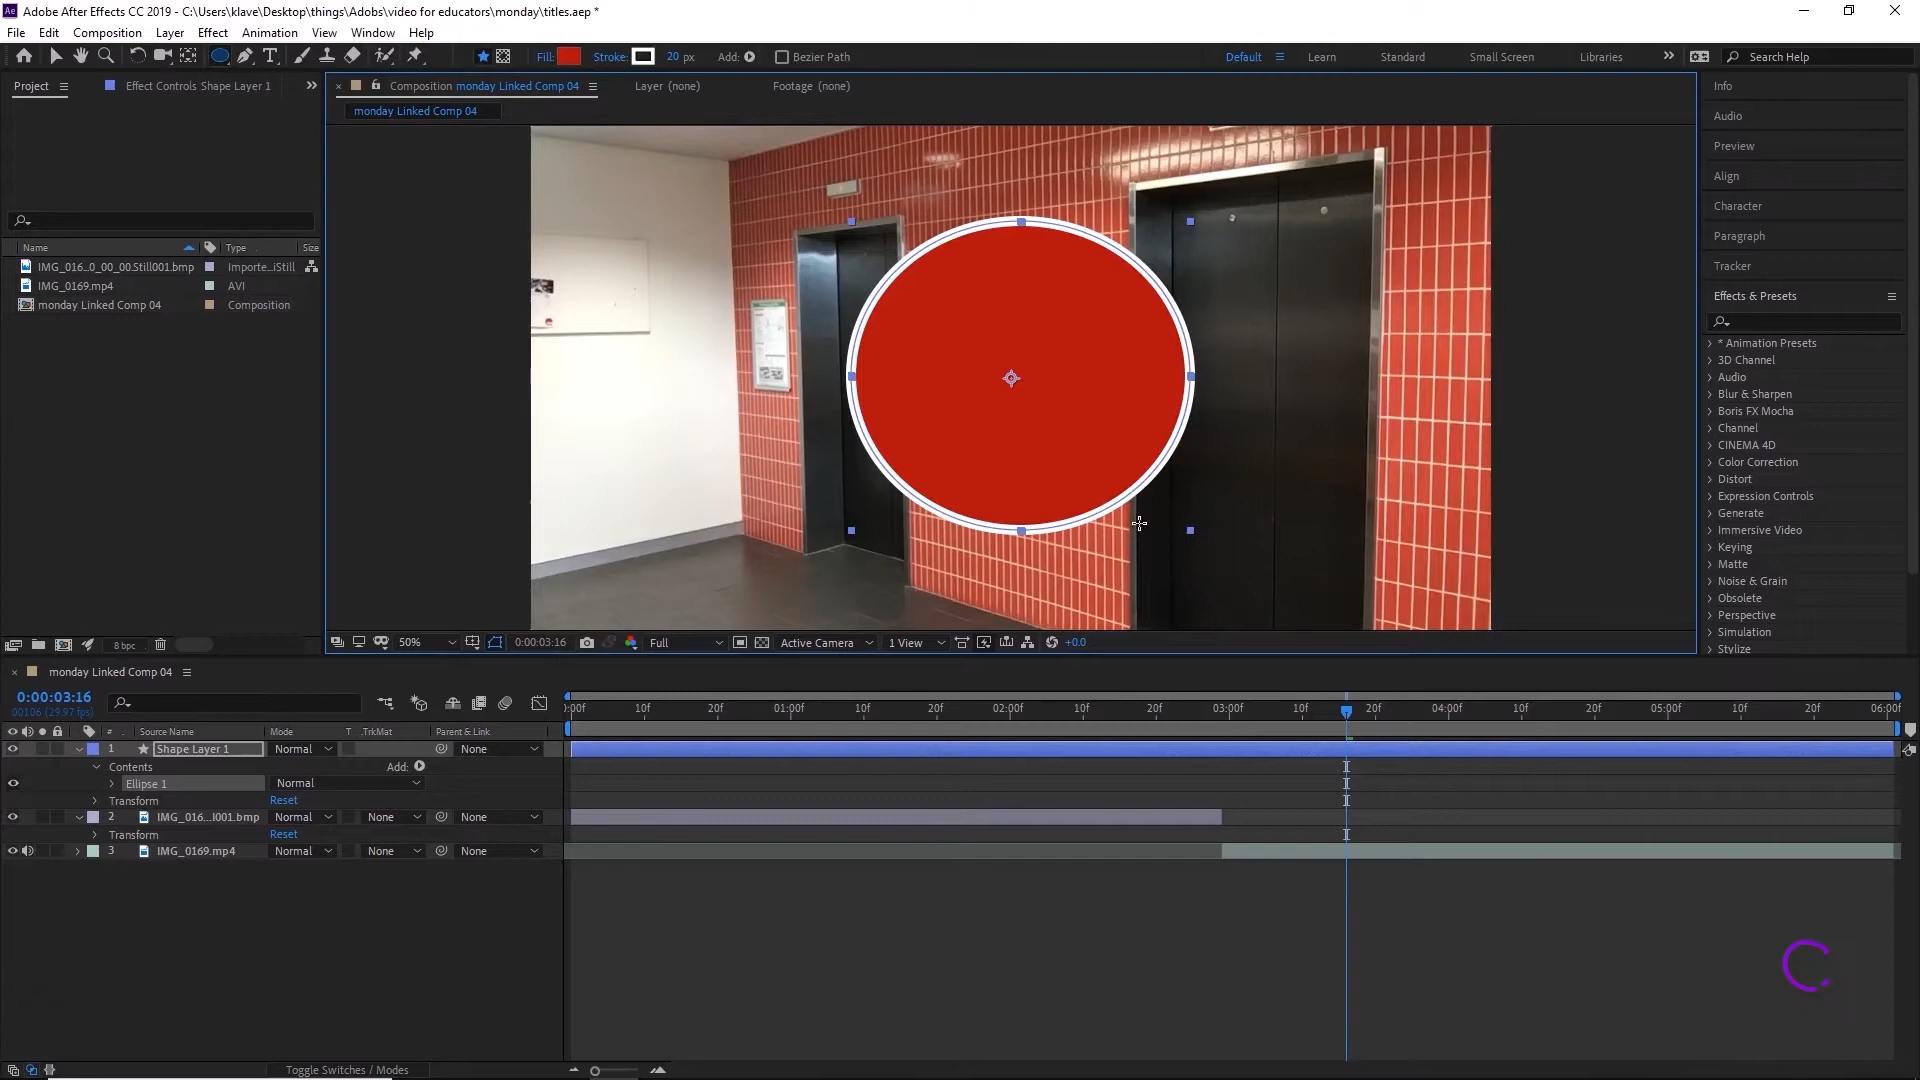 Adobe After Effects CC 2019 - C:\Users\klave\Desktop\things\Adobs\video for educators\monday\titles.aep *
File Edit Composition Layer Effect Animation View Window Help
Fill: Stroke: 20 px Add: Bezier Path Default Learn Standard Small Screen Libraries Search Help
Project Effect Controls Shape Layer 1
Composition monday Linked Comp 04 Layer (none) Footage (none)
monday Linked Comp 04
Name Type Size
IMG_016...0_00_00.Still001.bmp Importe...iStill
IMG_0169.mp4 AVI
monday Linked Comp 04 Composition
8 bpc
50% 0:00:03:16 Full Active Camera 1 View +0.0
Info
Audio
Preview
Align
Character
Paragraph
Tracker
Effects & Presets
* Animation Presets
3D Channel
Audio
Blur & Sharpen
Boris FX Mocha
Channel
CINEMA 4D
Color Correction
Distort
Expression Controls
Generate
Immersive Video
Keying
Matte
Noise & Grain
Obsolete
Perspective
Simulation
Stylize
monday Linked Comp 04
0:00:03:16
00106 (29.97 fps)
:00f 10f 20f 01:00f 10f 20f 02:00f 10f 20f 03:00f 10f 20f 04:00f 10f 20f 05:00f 10f 20f 06:00f
# Source Name Mode T .TrkMat Parent & Link
1 Shape Layer 1 Normal None
Contents Add:
Ellipse 1 Normal
Transform Reset
2 IMG_016...l001.bmp Normal None None
Transform Reset
3 IMG_0169.mp4 Normal None None
Toggle Switches / Modes